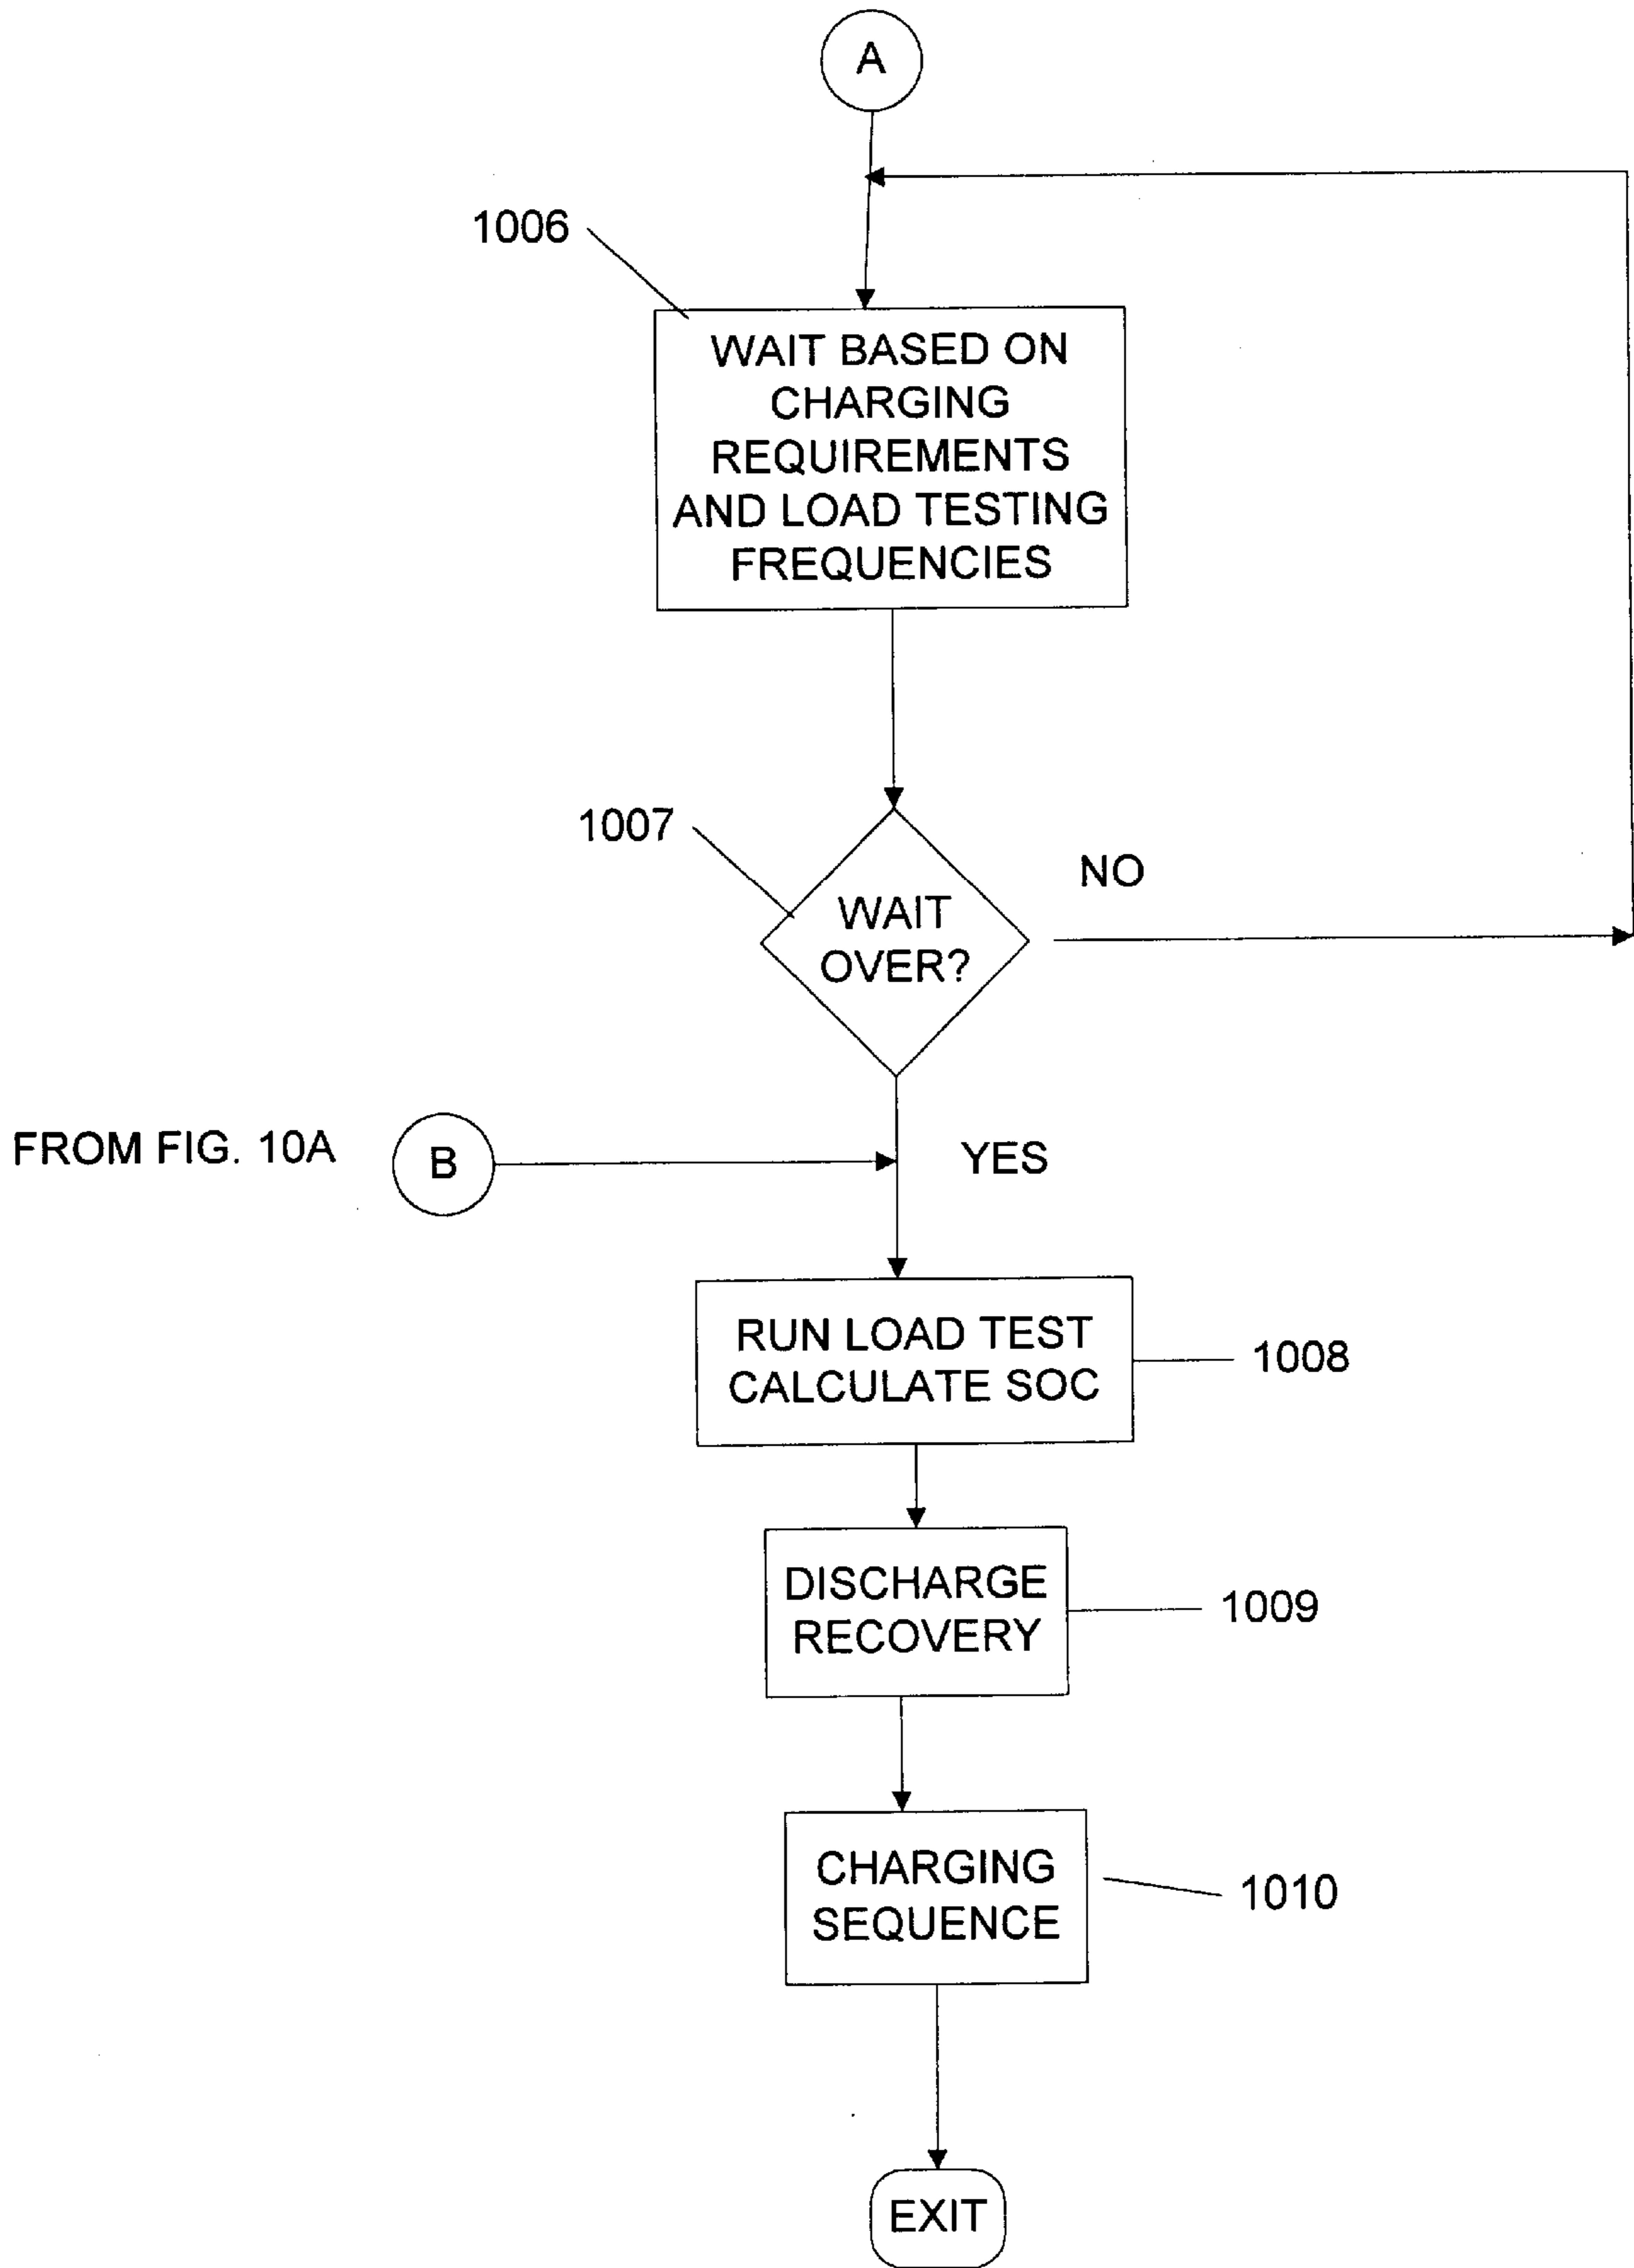 A
1006
WAIT BASED ON
CHARGING
REQUIREMENTS
AND LOAD TESTING
FREQUENCIES
1007
NO
WAIT
OVER?
FROM FIG. 10A
B
YES
RUN LOAD TEST
CALCULATE SOC
1008
DISCHARGE
RECOVERY
1009
CHARGING
SEQUENCE
1010
EXIT